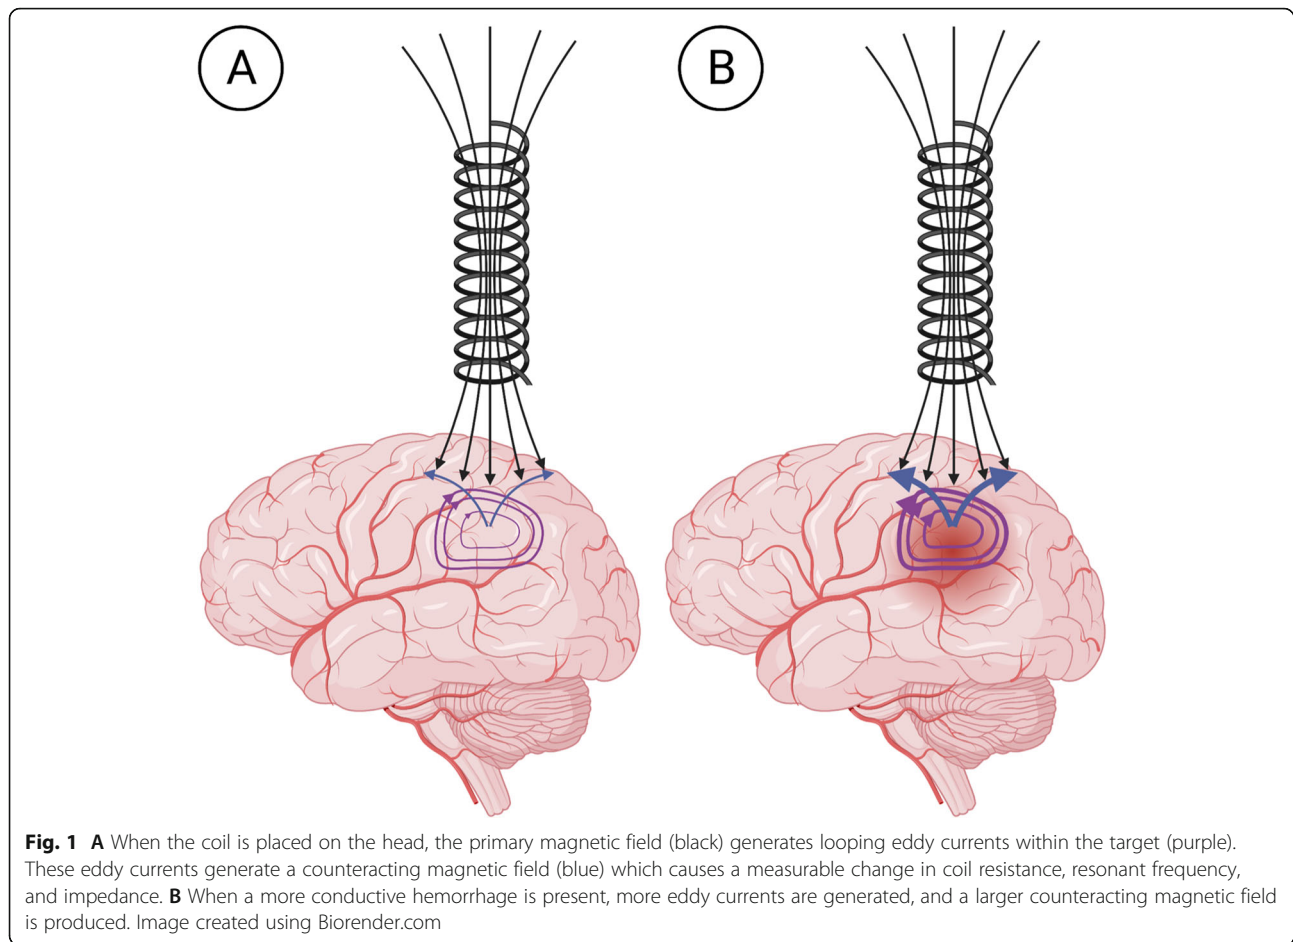 A
B
Fig. 1 A When the coil is placed on the head, the primary magnetic field (black) generates looping eddy currents within the target (purple).
These eddy currents generate a counteracting magnetic field (blue) which causes a measurable change in coil resistance, resonant frequency,
and impedance. B When a more conductive hemorrhage is present, more eddy currents are generated, and a larger counteracting magnetic field
is produced. Image created using Biorender.com